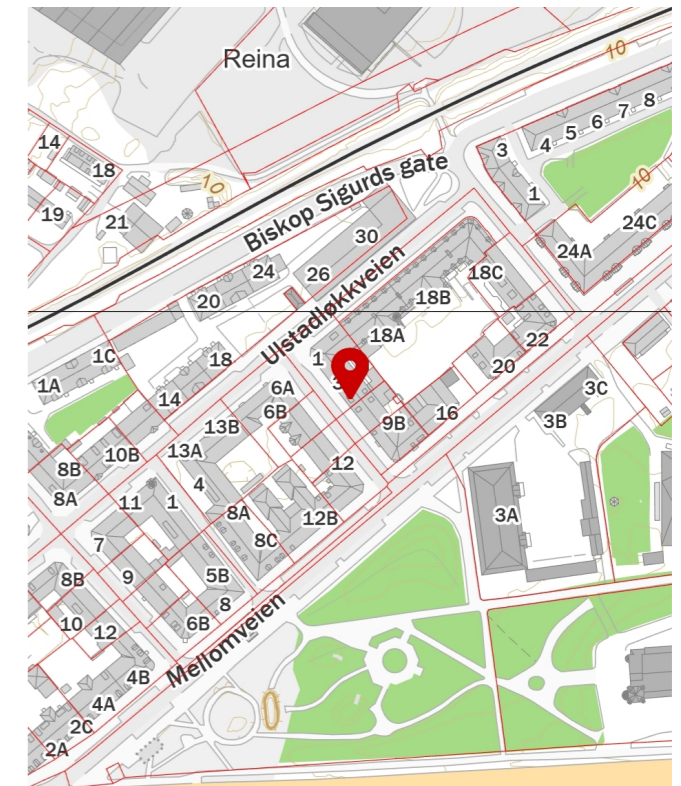 Reina
10
8
7
6
5
4
3
14
18
1
10
10
19
21
Biskop Sigurds gate
24C
24A
30
24
26
18C
20
18B
Ulstadløkkveien
22
18A
1C
18
1
20
1A
6A
3C
14
6B
16
9B
3B
13B
10B
13A
12
8B
4
8A
11
1
3A
8A
12B
7
8C
8B
9
5B
8
10
6B
12
Mellomveien
4B
4A
2C
2A